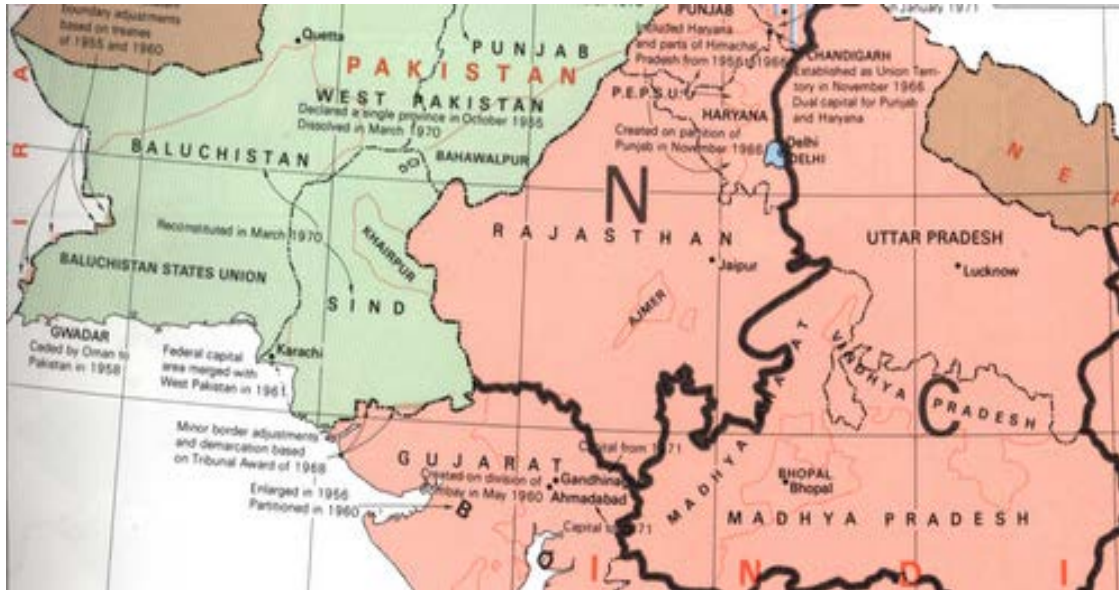 boundary adjustments
based on treaties
of 1955 and 1960
Quetta
PUNJAB
PAKISTAN
WEST PAKISTAN
Declared a single province in October 1955
Dissolved in March 1970
BALUCHISTAN
BAHAWALPUR
Reconstituted in March 1970
KHAIRPUR
BALUCHISTAN STATES UNION
SIND
GWADAR
Ceded by Oman to
Pakistan in 1958
Federal capital
area merged with
West Pakistan in 1961
Karachi
IRA
PUNJAB
Included Haryana
and parts of Himachal
Pradesh from 1956-1966
P.E.P.S.U.
HARYANA
Created on partition of
Punjab in November 1966
January 1971
CHANDIGARH
Established as Union Terri-
tory in November 1966
Dual capital for Punjab
and Haryana
Delhi
DELHI
NE
N
RAJASTHAN
Jaipur
AJMER
UTTAR PRADESH
Lucknow
VINDHYA PRADESH
C
MADHYA BHARAT
Minor border adjustments
and demarcation based
on Tribunal Award of 1968
GUJARAT
Capital from 1971
Created on division of
Bombay in May 1960
Gandhinagar
Ahmadabad
Enlarged in 1956
Partitioned in 1960
B
O
Capital to 1971
BHOPAL
Bhopal
MADHYA PRADESH
INDI